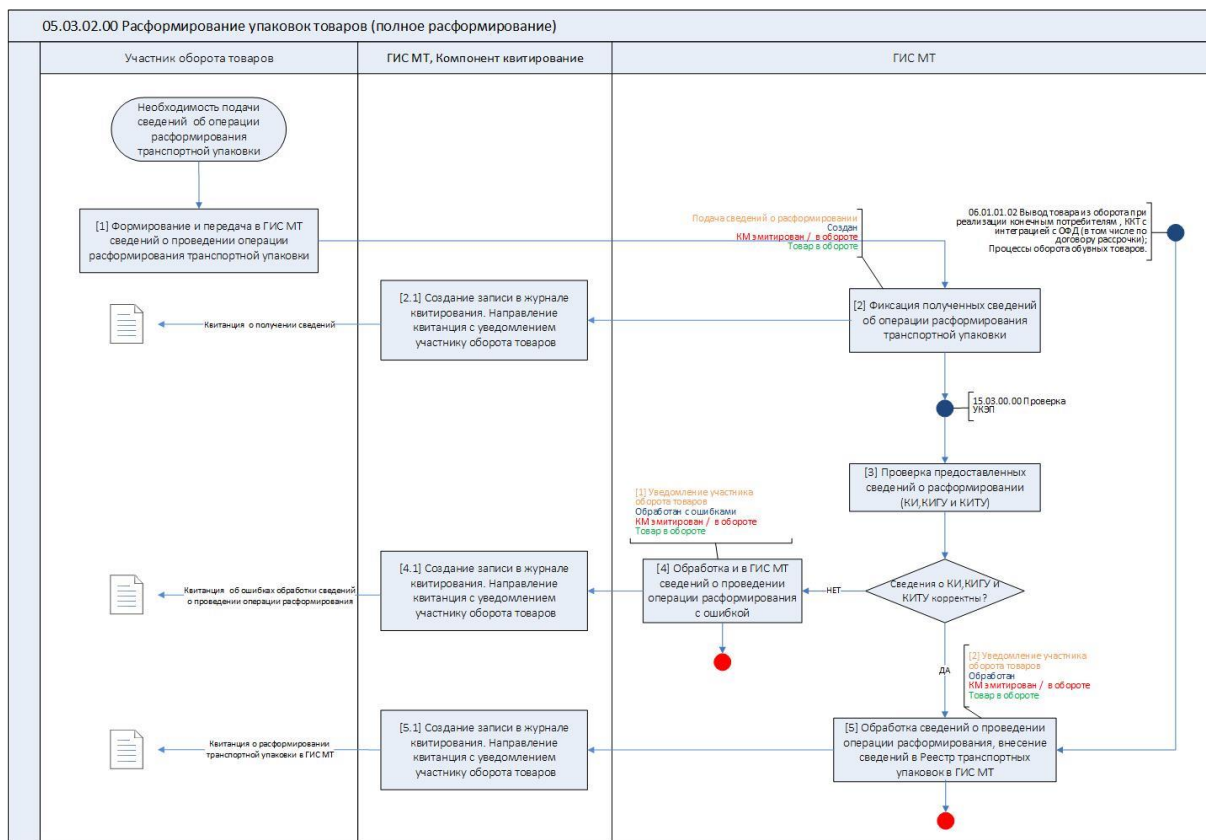 05.03.02.00 Расформирование упаковок товаров (полное расформирование)
Участник оборота товаров
ГИС МТ, Компонент квитирование
ГИС МТ
Необходимость подачи
сведений об операции
расформирования
транспортной упаковки
[1] Формирование и передача в ГИС МТ
сведений о проведении операции
расформирования транспортной упаковки
Подача сведений о расформировании
Создан
КМ эмитирован / в обороте
Товар в обороте
06.01.01.02 Вывод товара из оборота при
реализации конечным потребителям , ККТ с
интеграцией с ОФД (в том числе по
договору рассрочки);
Процессы оборота обувных товаров.
[2] Фиксация полученных сведений
об операции расформирования
транспортной упаковки
[2.1] Создание записи в журнале
квитирования. Направление
квитанция с уведомлением
участнику оборота товаров
Квитанция о получении сведений
15.03.00.00 Проверка
УКЭП
[3] Проверка предоставленных
сведений о расформировании
(КИ,КИГУ и КИТУ)
[1] Уведомление участника
оборота товаров
Обработан с ошибками
КМ эмитирован / в обороте
Товар в обороте
Сведения о КИ,КИГУ и
КИТУ корректны?
НЕТ
[4] Обработка и в ГИС МТ
сведений о проведении
операции расформирования
с ошибкой
[4.1] Создание записи в журнале
квитирования. Направление
квитанция с уведомлением
участнику оборота товаров
Квитанция об ошибках обработки сведений
о проведении операции расформирования
ДА
[2] Уведомление участника
оборота товаров
Обработан
КМ эмитирован / в обороте
Товар в обороте
[5] Обработка сведений о проведении
операции расформирования, внесение
сведений в Реестр транспортных
упаковок в ГИС МТ
[5.1] Создание записи в журнале
квитирования. Направление
квитанция с уведомлением
участнику оборота товаров
Квитанция о расформировании
транспортной упаковки в ГИС МТ